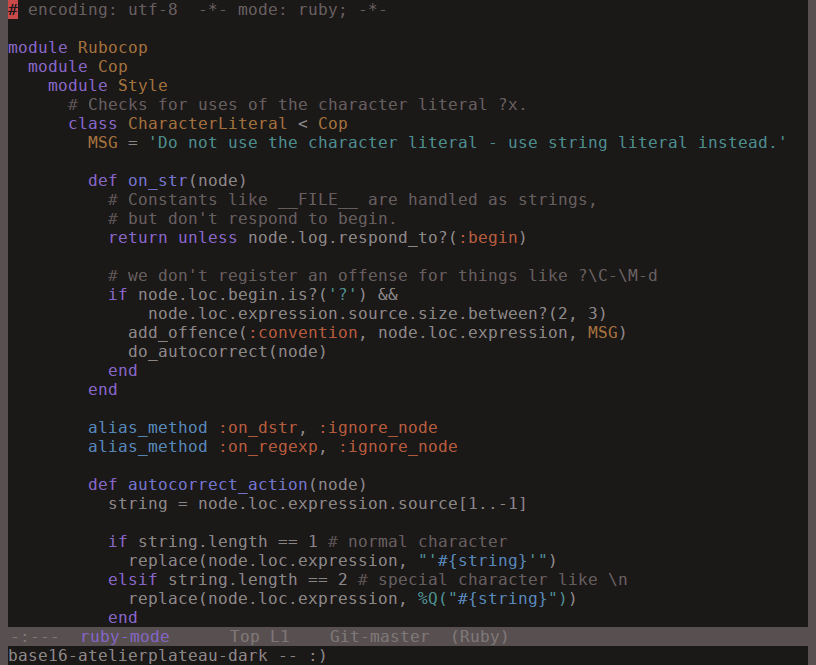 # encoding: utf-8  -*- mode: ruby; -*-

module Rubocop
  module Cop
    module Style
      # Checks for uses of the character literal ?x.
      class CharacterLiteral < Cop
        MSG = 'Do not use the character literal - use string literal instead.'

        def on_str(node)
          # Constants like __FILE__ are handled as strings,
          # but don't respond to begin.
          return unless node.log.respond_to?(:begin)

          # we don't register an offense for things like ?\C-\M-d
          if node.loc.begin.is?('?') &&
              node.loc.expression.source.size.between?(2, 3)
            add_offence(:convention, node.loc.expression, MSG)
            do_autocorrect(node)
          end
        end

        alias_method :on_dstr, :ignore_node
        alias_method :on_regexp, :ignore_node

        def autocorrect_action(node)
          string = node.loc.expression.source[1..-1]

          if string.length == 1 # normal character
            replace(node.loc.expression, "'#{string}'")
          elsif string.length == 2 # special character like \n
            replace(node.loc.expression, %Q("#{string}"))
          end
-:---  ruby-mode      Top L1    Git-master  (Ruby)
base16-atelierplateau-dark -- :)